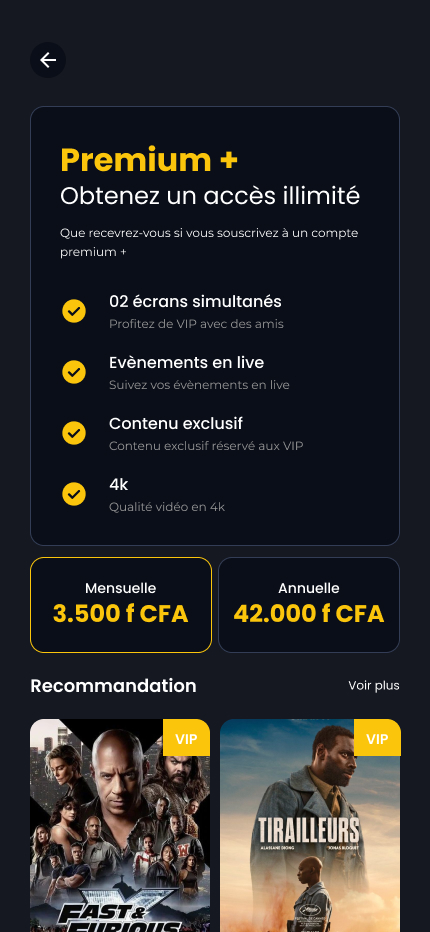 Premium +
Obtenez un accès illimité
Que recevrez-vous si vous souscrivez à un compte
premium +
02 écrans simultanés
Profitez de VIP avec des amis
Evènements en live
Suivez vos évènements en live
Contenu exclusif
Contenu exclusif réservé aux VIP
4k
Qualité vidéo en 4k
Mensuelle
3.500 f CFA
Annuelle
42.000 f CFA
Recommandation
Voir plus
VIP
VIP
TIRAILLEURS
ALASSANE DIONG
JONAS BLOQUET
FAST &
FURIOUS